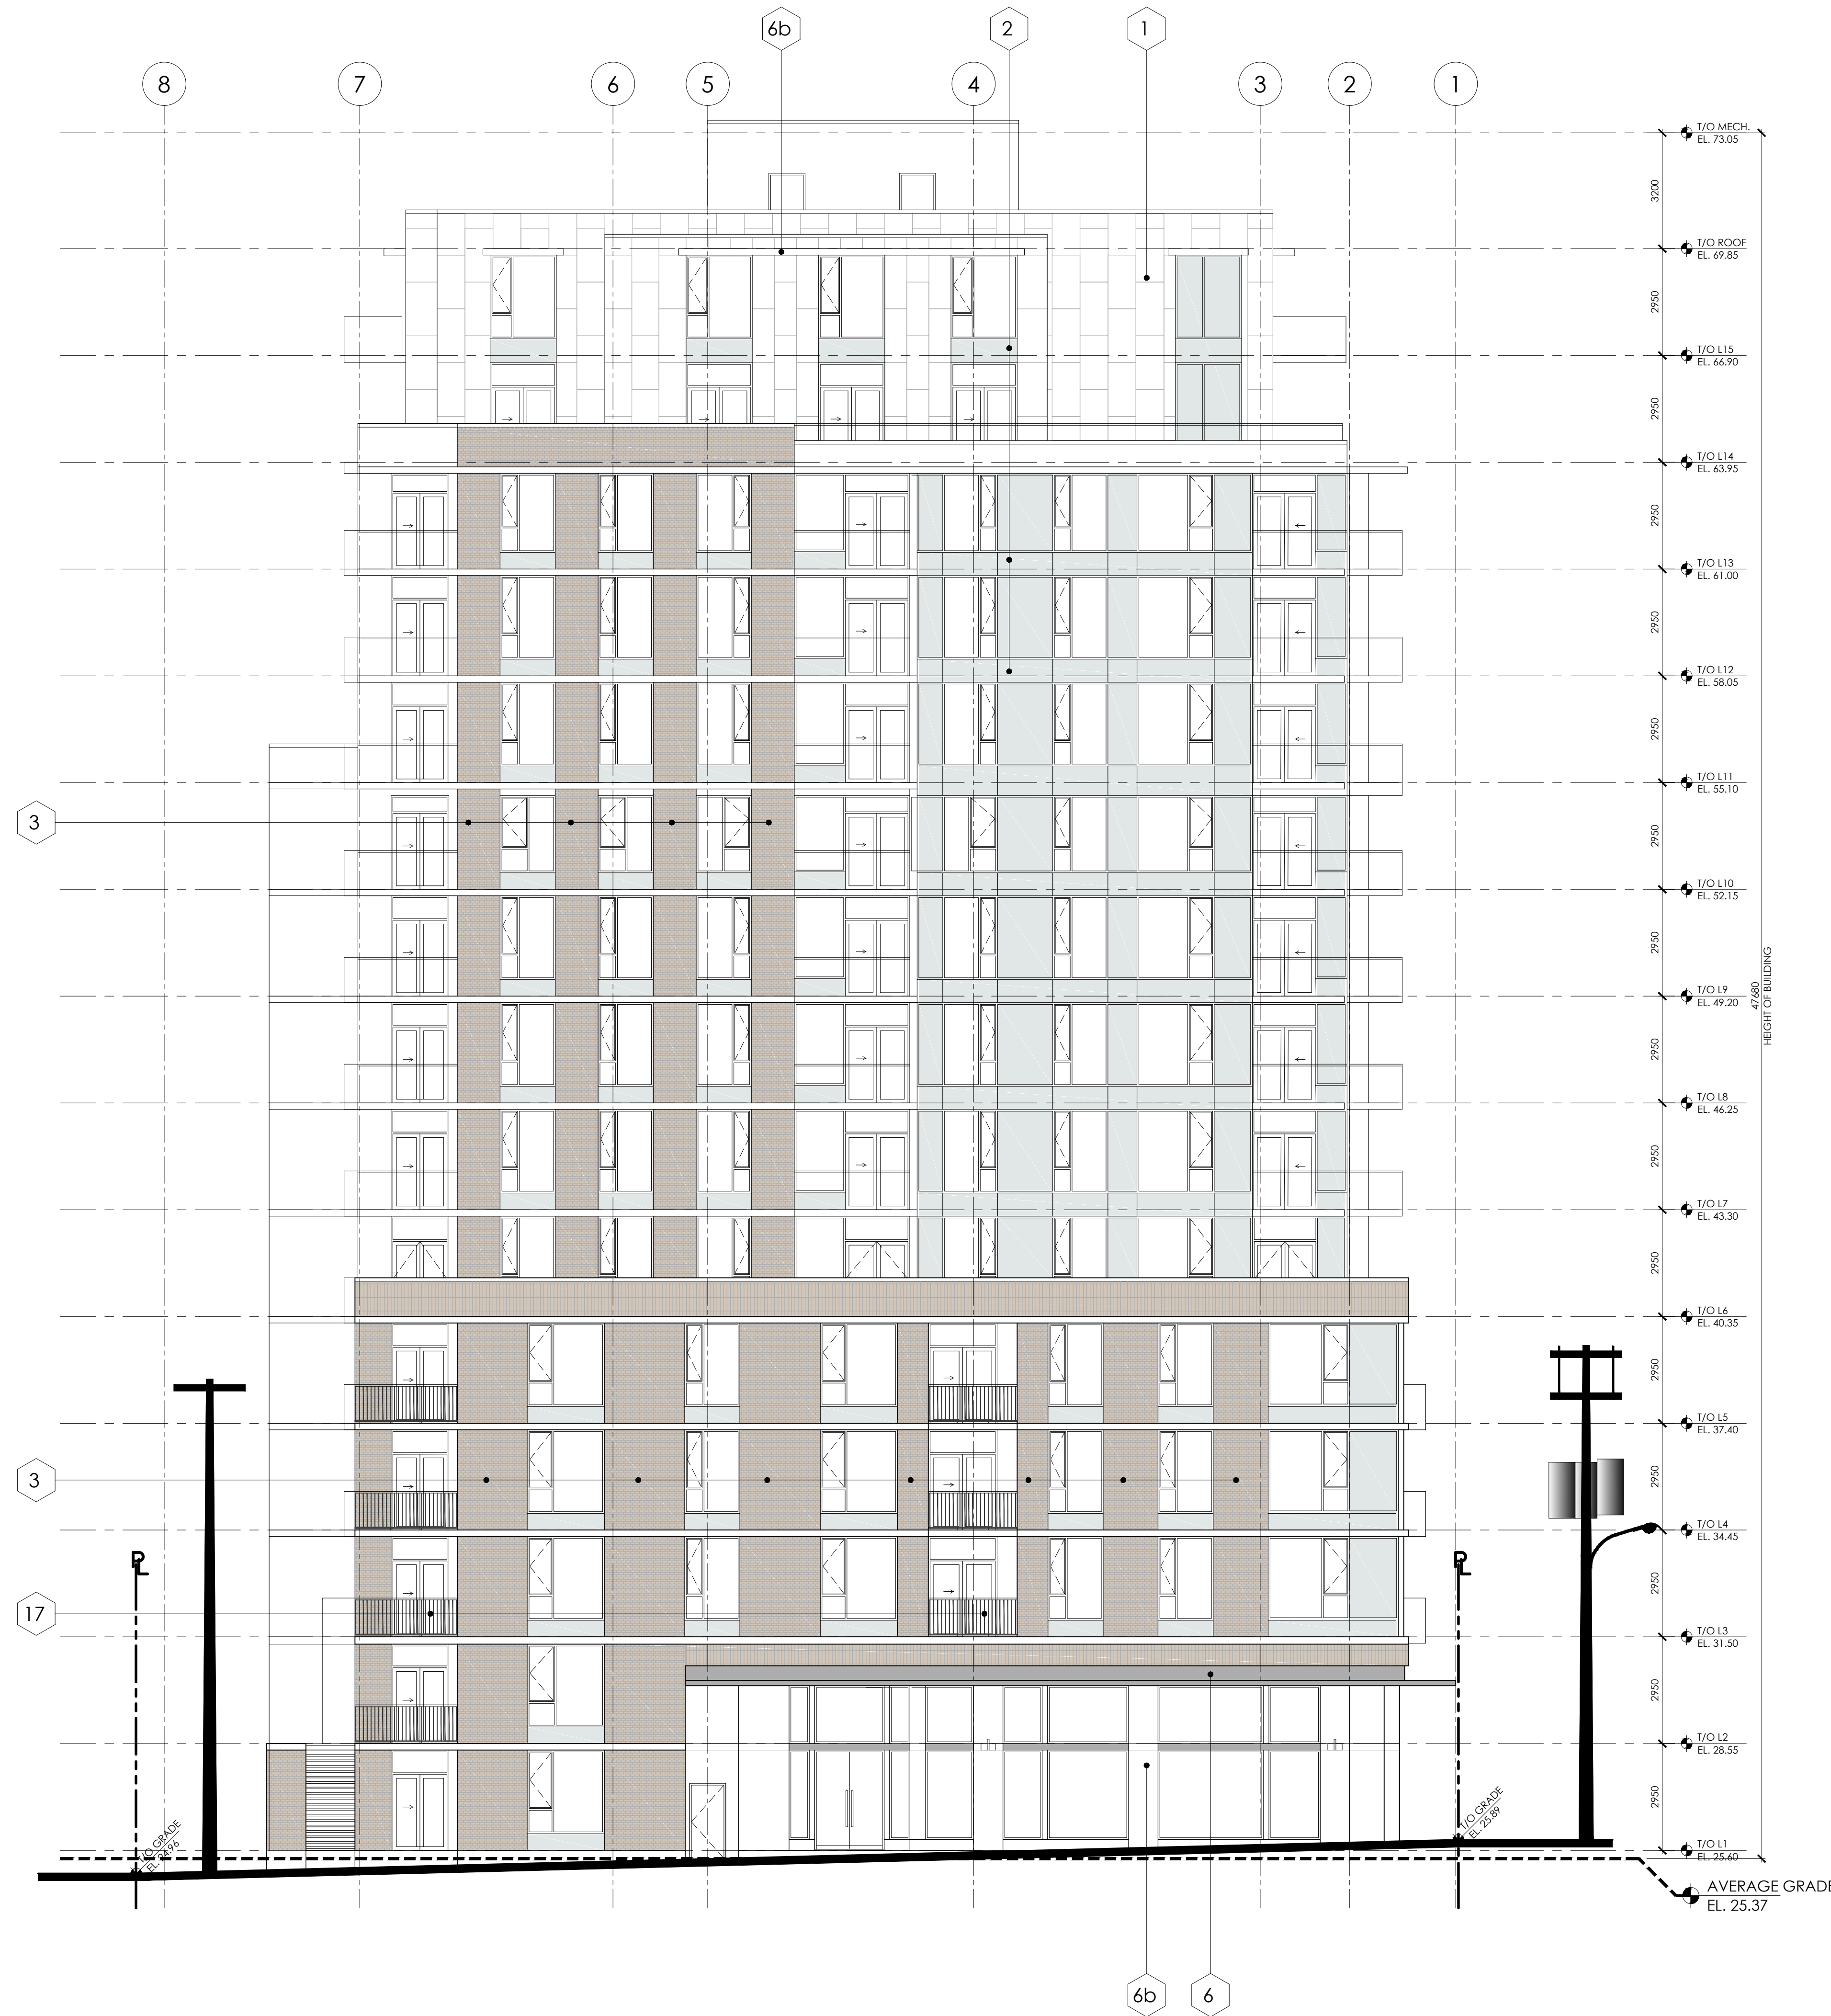 6b
2
1
8
7
6
5
4
3
2
1
T/O MECH.
EL. 73.05
3200
T/O ROOF
EL. 69.85
2950
T/O L15
EL. 66.90
2950
T/O L14
EL. 63.95
2950
T/O L13
EL. 61.00
2950
T/O L12
EL. 58.05
2950
T/O L11
EL. 55.10
3
2950
T/O L10
EL. 52.15
2950
T/O L9
EL. 49.20
47680
HEIGHT OF BUILDING
2950
T/O L8
EL. 46.25
2950
T/O L7
EL. 43.30
2950
T/O L6
EL. 40.35
2950
T/O L5
EL. 37.40
3
2950
T/O L4
EL. 34.45
PL
PL
2950
17
T/O L3
EL. 31.50
2950
T/O L2
EL. 28.55
2950
T/O GRADE
EL. 24.96
T/O GRADE
EL. 25.89
T/O L1
EL. 25.60
AVERAGE GRADE
EL. 25.37
6b
6